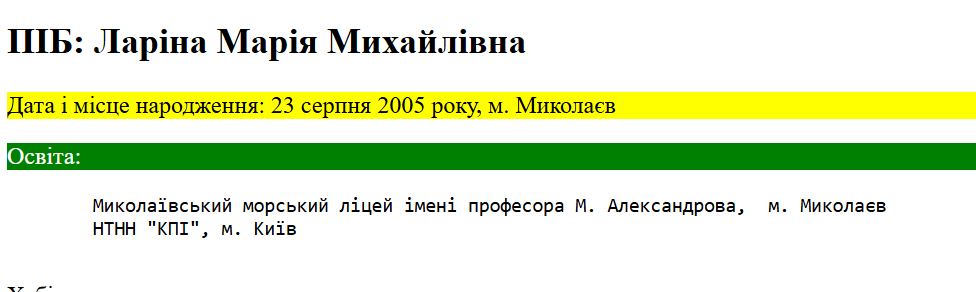 ПІБ: Ларіна Марія Михайлівна
Дата і місце народження: 23 серпня 2005 року, м. Миколаєв
Освіта:
Миколаївський морський ліцей імені професора М. Александрова,  м. Миколаєв
НТНН "КПІ", м. Київ